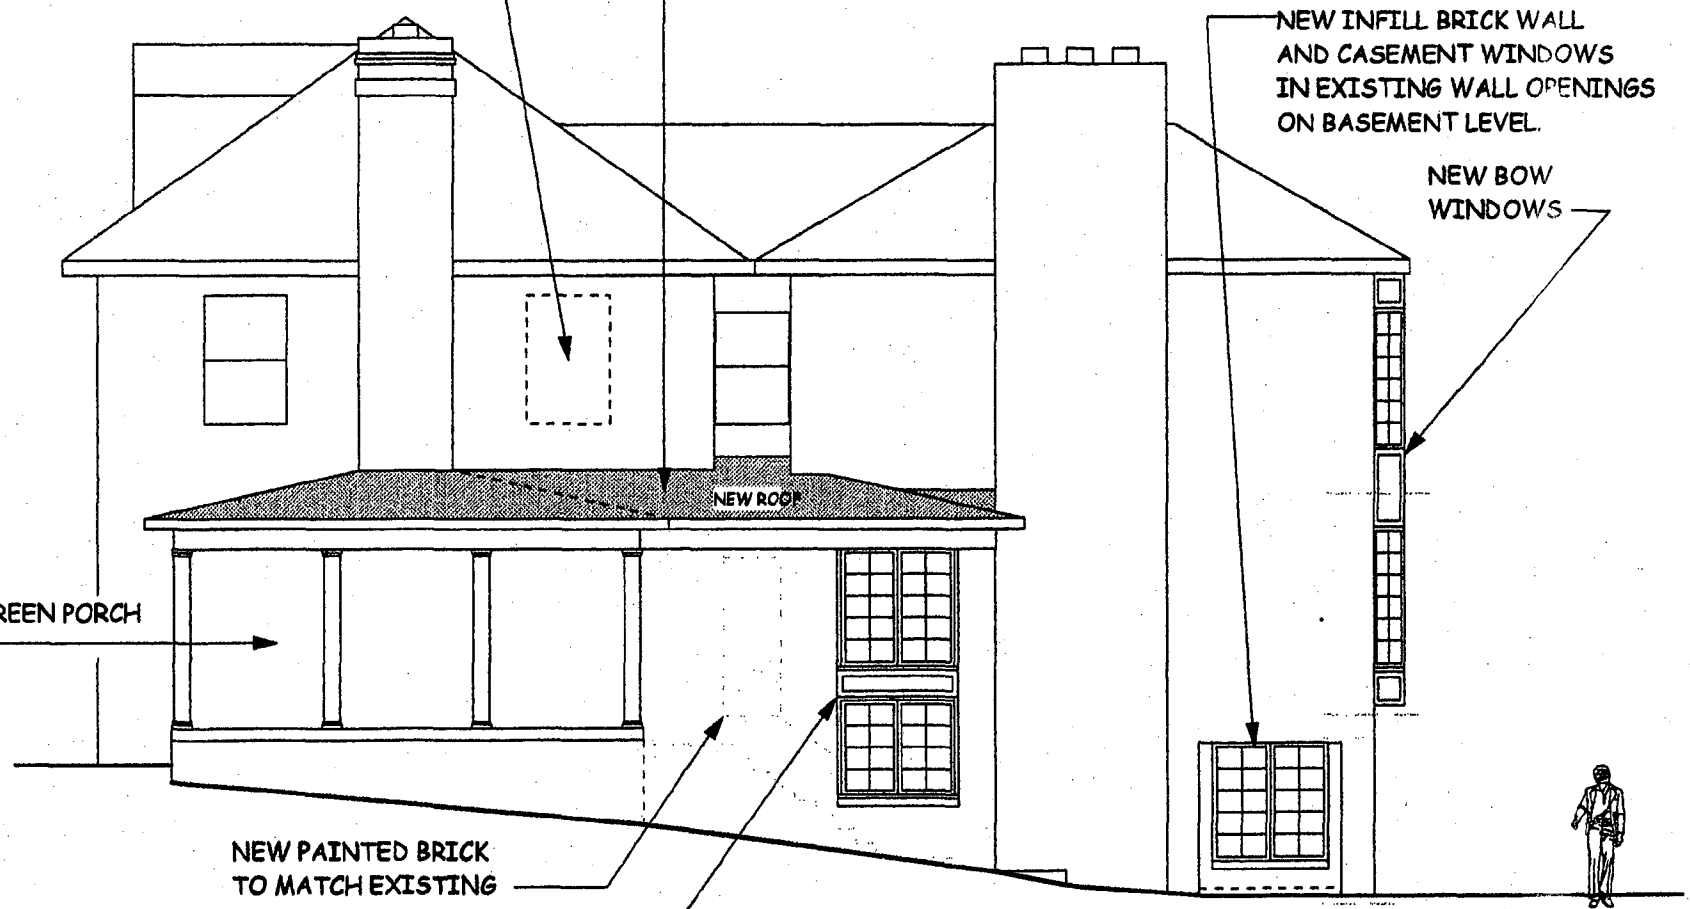 NEW INFILL BRICK WALL
AND CASEMENT WINDOWS
IN EXISTING WALL OPENINGS
ON BASEMENT LEVEL.
NEW BOW
WINDOWS
NEW ROOF
REEN PORCH
NEW PAINTED BRICK
TO MATCH EXISTING